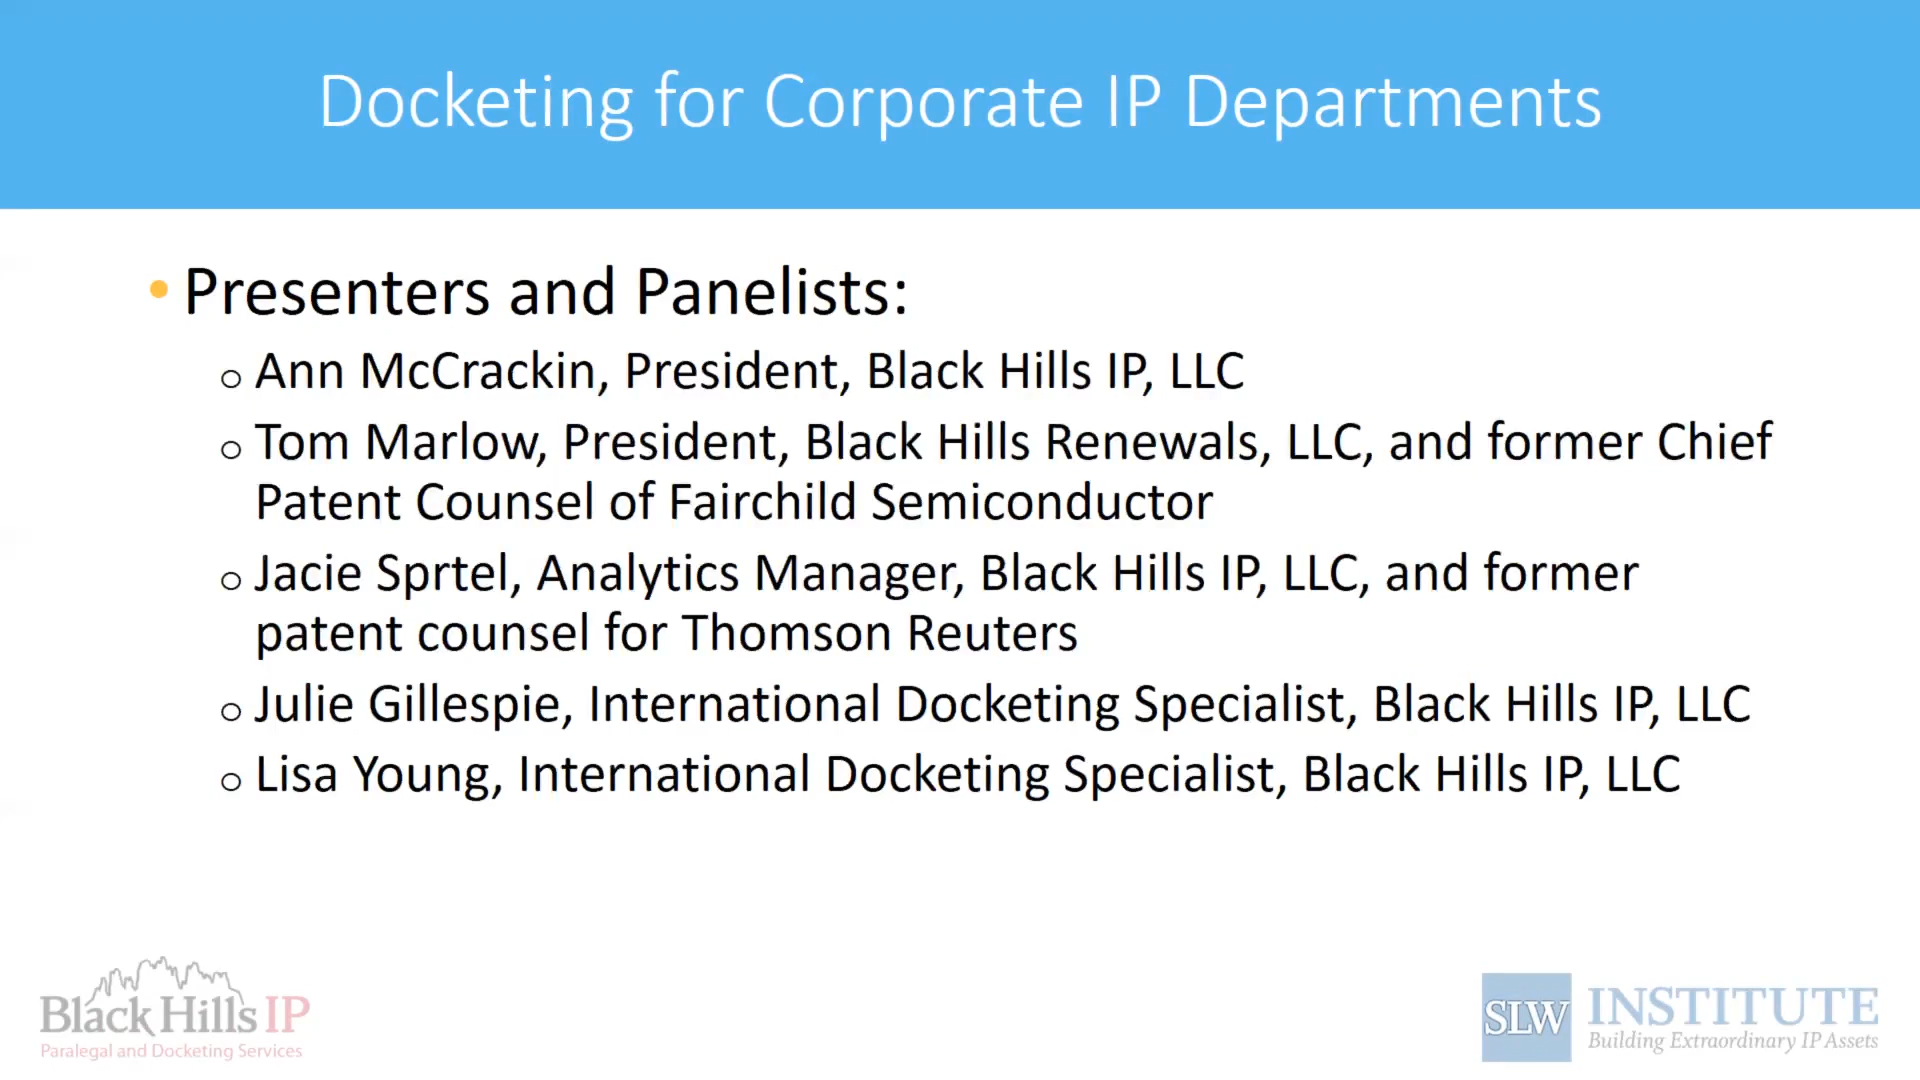 Docketing for Corporate IP Departments
• Presenters and Panelists:
o Ann McCrackin, President, Black Hills IP, LLC
o Tom Marlow, President, Black Hills Renewals, LLC, and former Chief
Patent Counsel of Fairchild Semiconductor
o Jacie Sprtel, Analytics Manager, Black Hills IP, LLC, and former
patent counsel for Thomson Reuters
o Julie Gillespie, International Docketing Specialist, Black Hills IP, LLC
o Lisa Young, International Docketing Specialist, Black Hills IP, LLC
Black Hills IP
Paralegal and Docketing Services
SLW INSTITUTE
Building Extraordinary IP Assets